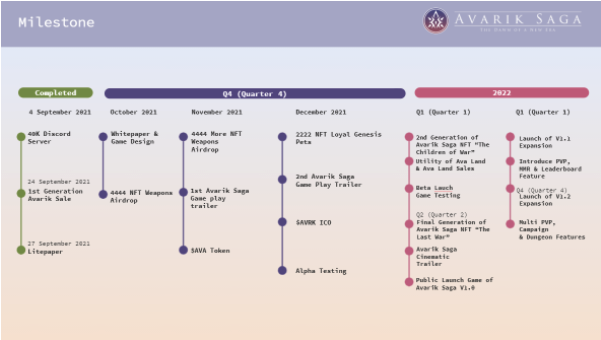 Milestone
AVARIK SAGA
THE DAWN OF A NEW ERA
Completed
Q4 (Quarter 4)
2022
4 September 2021
48K Discord
Server
24 September 2021
1st Generation
Avarik Sale
27 September 2021
Litepaper
October 2021
Whitepaper &
Game Design
4444 NFT Weapons
Airdrop
November 2021
4444 More NFT
Weapons
Airdrop
1st Avarik Saga
Game play
trailer
$AVA Token
December 2021
2222 NFT Loyal Genesis
Pets
2nd Avarik Saga
Game Play Trailer
$AVRK ICO
Alpha Testing
Q1 (Quarter 1)
2nd Generation of
Avarik Saga NFT "The
Children of War"
Utility of Ava Land
& Ava Land Sales
Beta Lauch
Game Testing
Q2 (Quarter 2)
Final Generation of
Avarik Saga NFT "The
Last War"
Avarik Saga
Cinematic
Trailer
Public Launch Game of
Avarik Saga V1.0
Q1 (Quarter 1)
Launch of V1.1
Expansion
Introduce PVP,
MMR & Leaderboard
Feature
Q4 (Quarter 4)
Launch of V1.2
Expansion
Multi PVP,
Campaign
& Dungeon Features